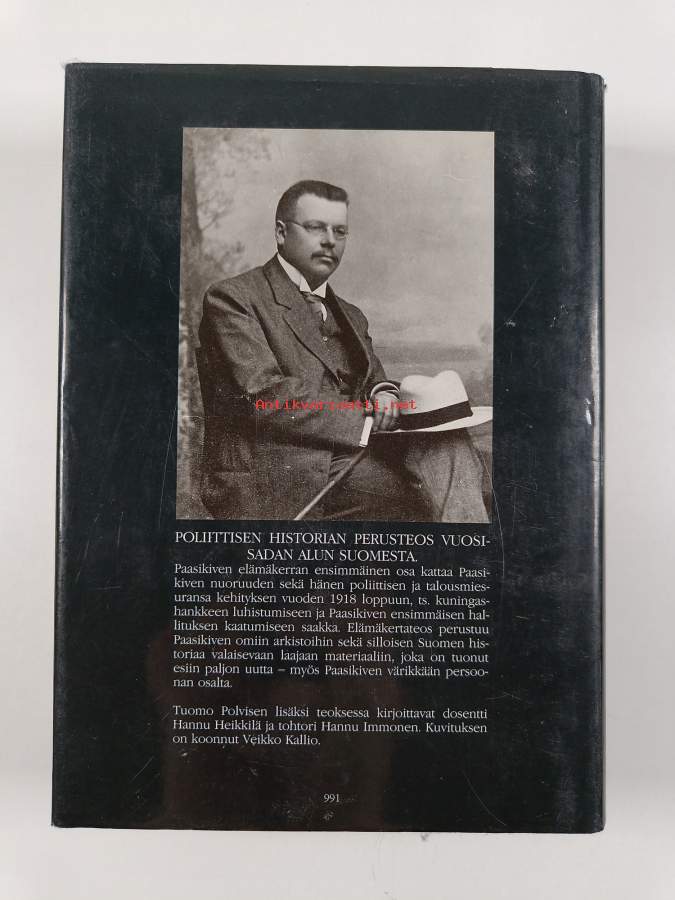 Antikvariaatti.net
POLIITTISEN HISTORIAN PERUSTEOS VUOSI-
SADAN ALUN SUOMESTA.
Paasikiven elämäkerran ensimmäinen osa kattaa Paasi-
kiven nuoruuden sekä hänen poliittisen ja talousmies-
uransa kehityksen vuoden 1918 loppuun, ts. kuningas-
hankkeen luhistumiseen ja Paasikiven ensimmäisen hal-
lituksen kaatumiseen saakka. Elämäkertateos perustuu
Paasikiven omiin arkistoihin sekä silloisen Suomen his-
toriaa valaisevaan laajaan materiaaliin, joka on tuonut
esiin paljon uutta – myös Paasikiven värikkään persoo-
nan osalta.
Tuomo Polvisen lisäksi teoksessa kirjoittavat dosentti
Hannu Heikkilä ja tohtori Hannu Immonen. Kuvituksen
on koonnut Veikko Kallio.
991